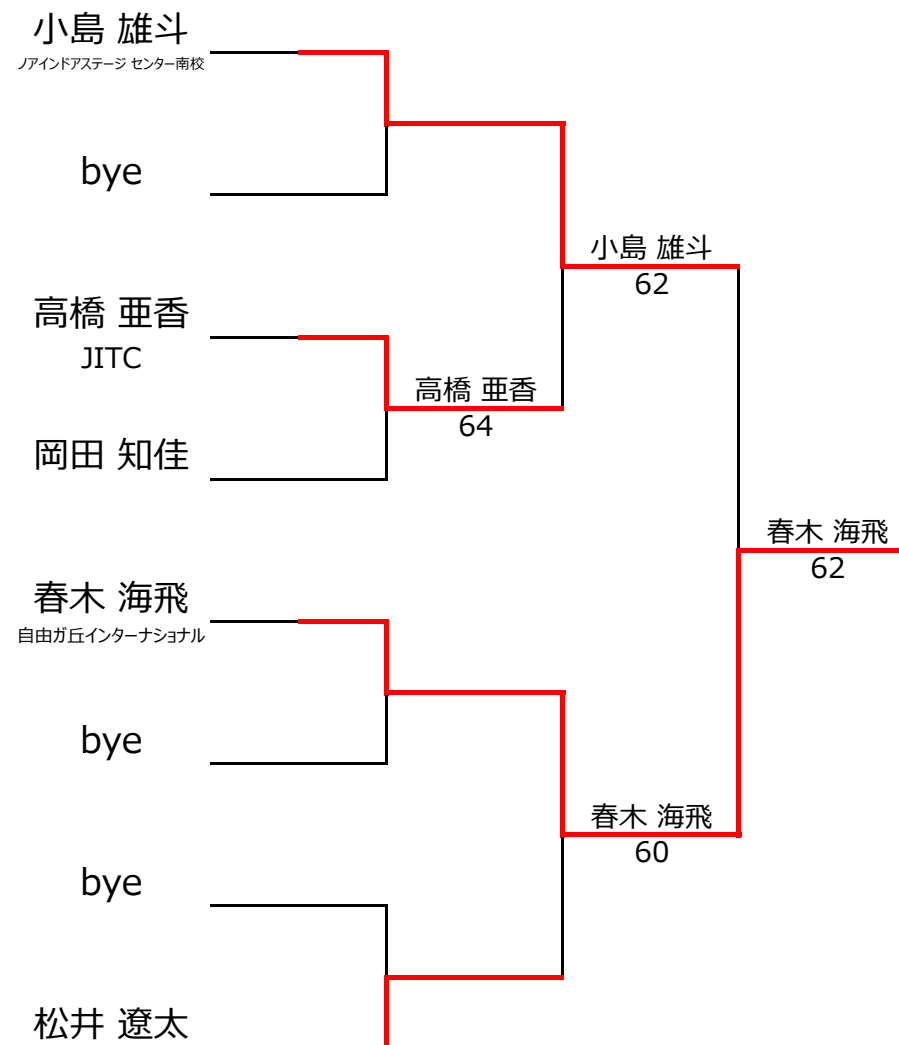 小島 雄斗
ノアインドアステージ センター南校
bye
小島 雄斗
62
高橋 亜香
JITC
高橋 亜香
64
岡田 知佳
春木 海飛
62
春木 海飛
自由ガ丘インターナショナル
bye
春木 海飛
60
bye
松井 遼太